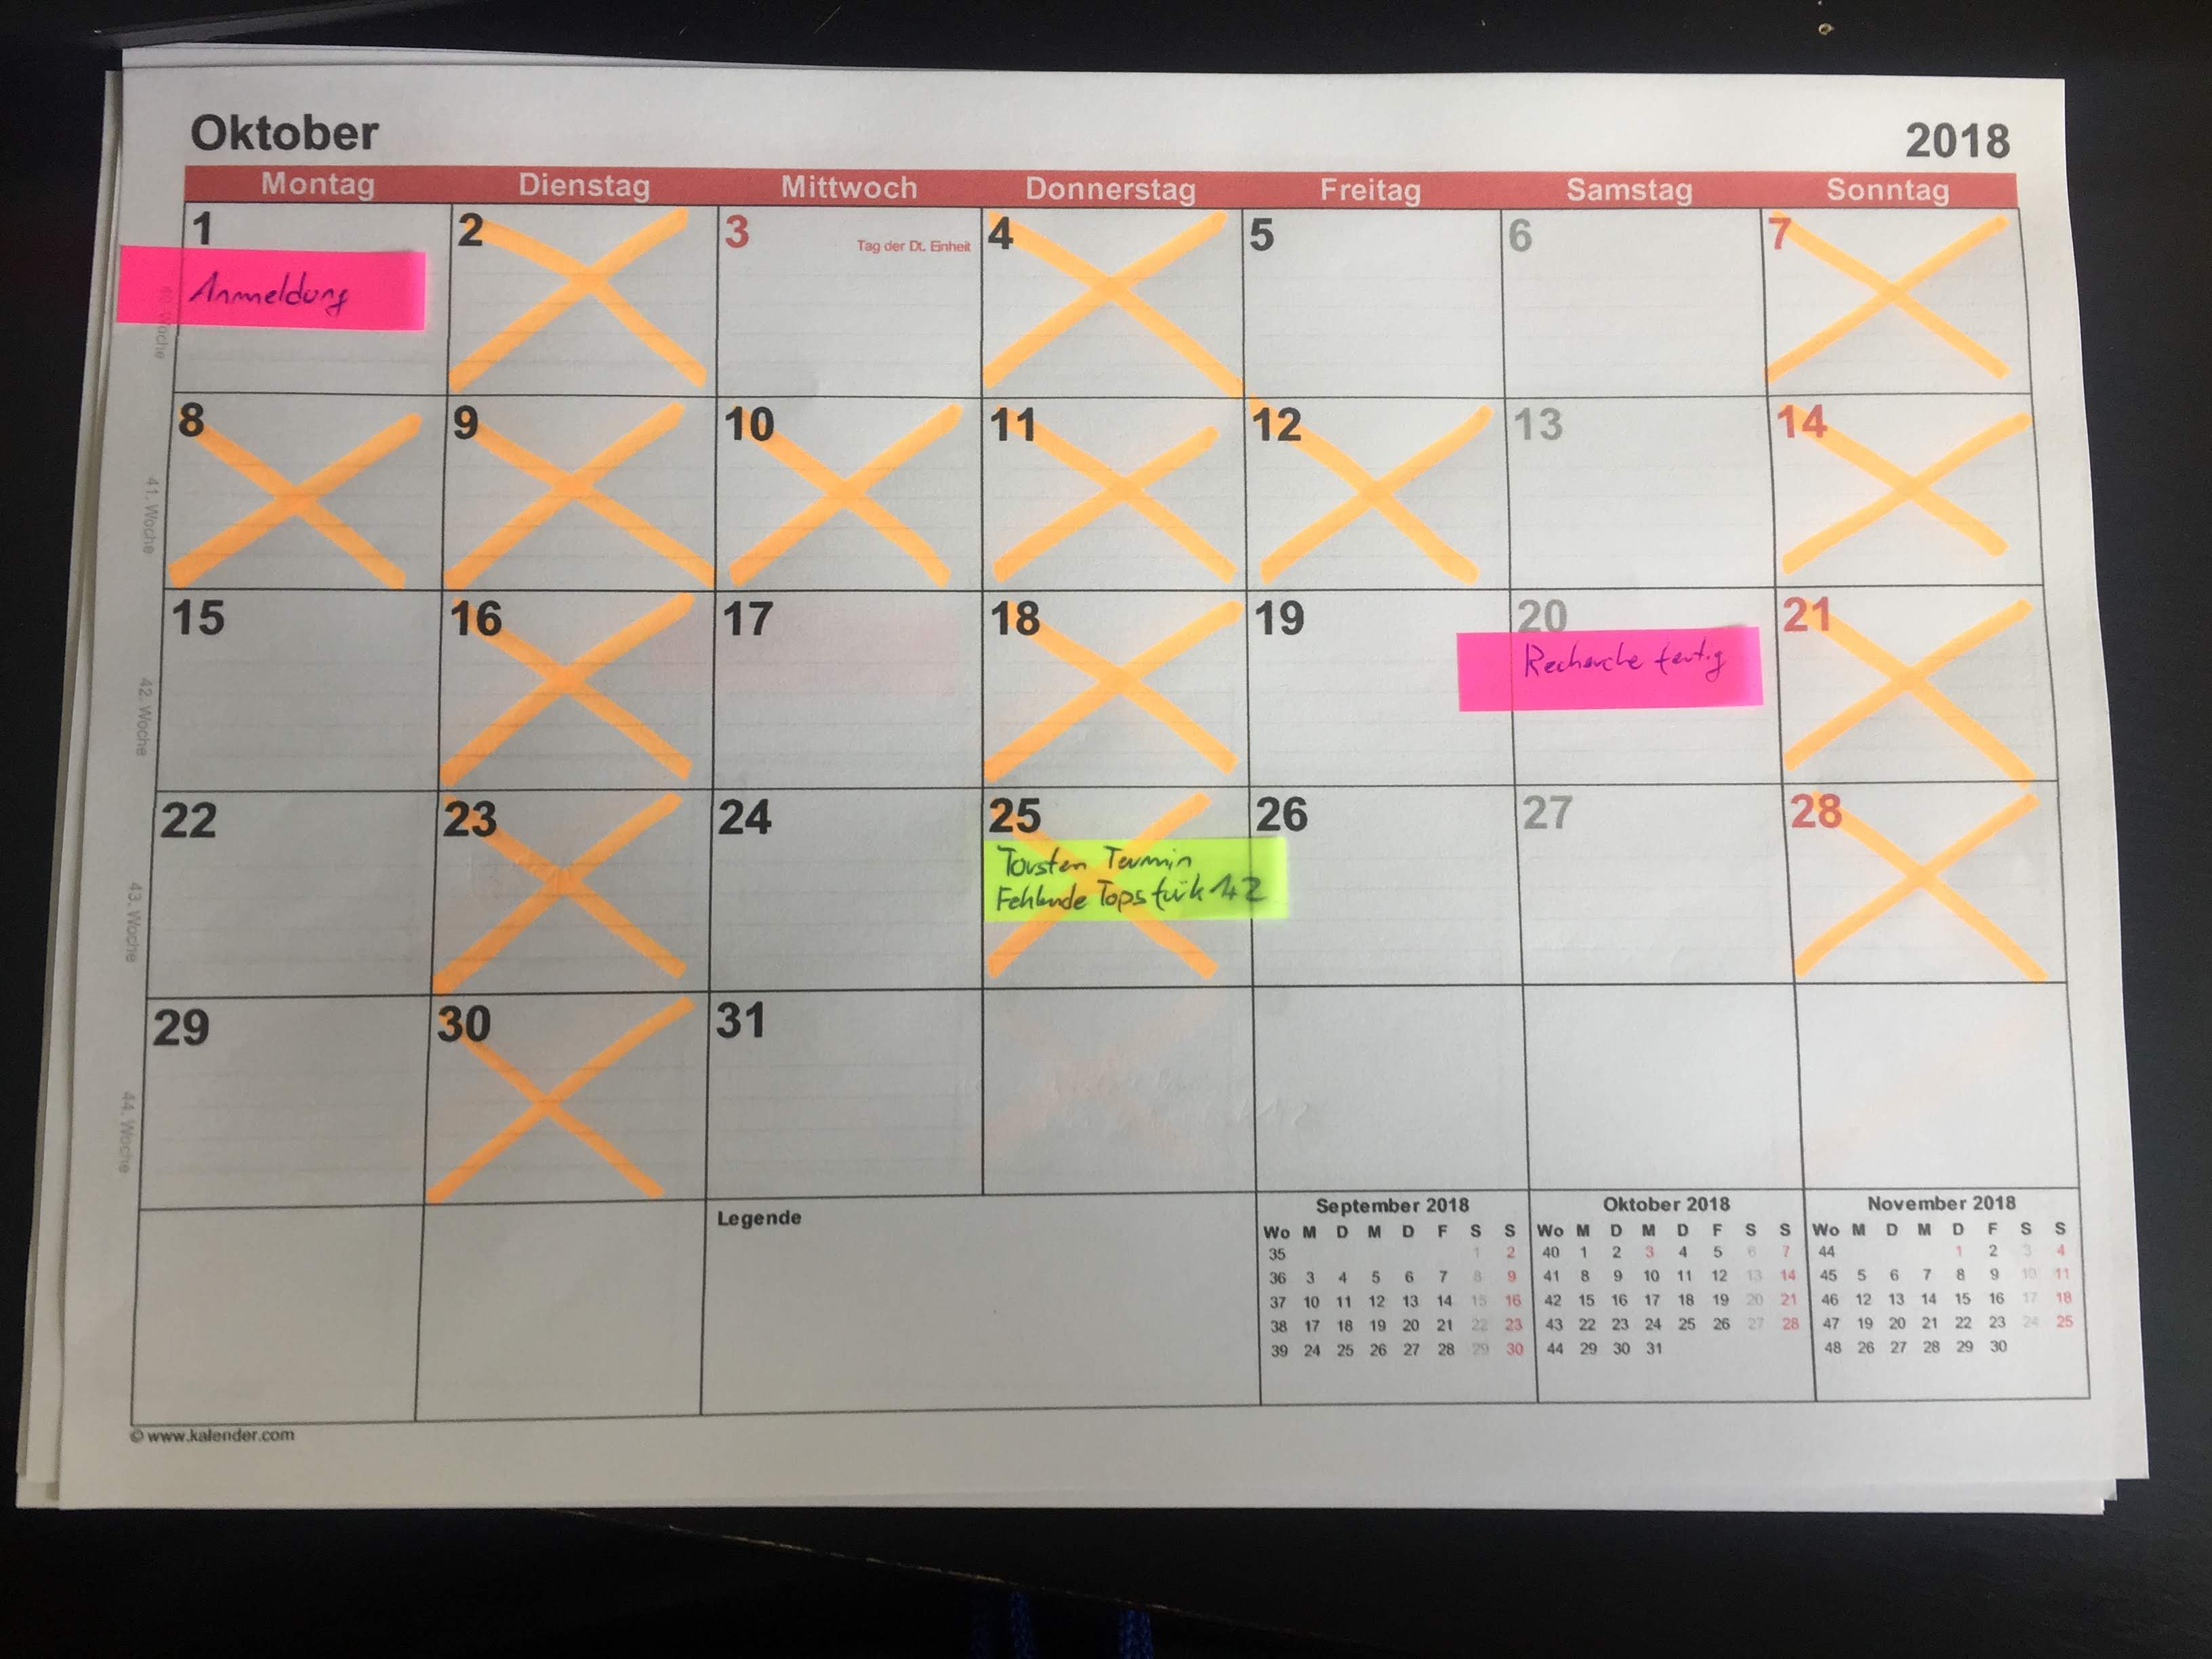 Oktober 2018
Montag Dienstag Mittwoch Donnerstag Freitag Samstag Sonntag
1 2 3 Tag der Dt. Einheit 4 5 6 7
Anmeldung
40. Woche
8 9 10 11 12 13 14
41. Woche
15 16 17 18 19 20 21
Recherche fertig
42. Woche
22 23 24 25 26 27 28
Torsten Termin
Fehlende Tops für k 1+2
43. Woche
29 30 31
44. Woche
Legende
September 2018
Wo M D M D F S S
35 1 2
36 3 4 5 6 7 8 9
37 10 11 12 13 14 15 16
38 17 18 19 20 21 22 23
39 24 25 26 27 28 29 30
Oktober 2018
Wo M D M D F S S
40 1 2 3 4 5 6 7
41 8 9 10 11 12 13 14
42 15 16 17 18 19 20 21
43 22 23 24 25 26 27 28
44 29 30 31
November 2018
Wo M D M D F S S
44 1 2 3 4
45 5 6 7 8 9 10 11
46 12 13 14 15 16 17 18
47 19 20 21 22 23 24 25
48 26 27 28 29 30
© www.kalender.com